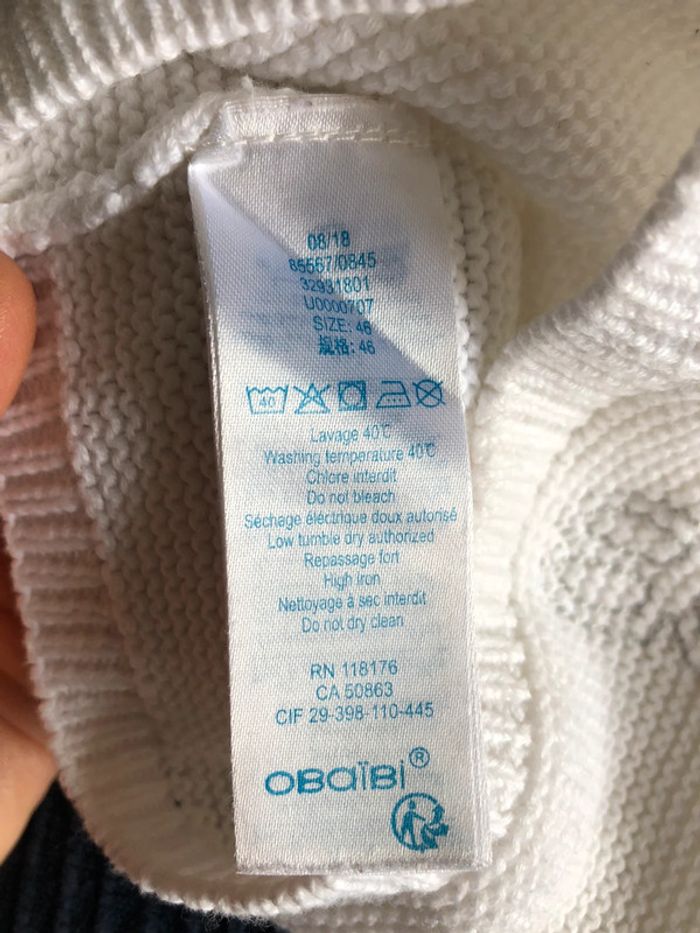 08/18
85567/0845
32931801
U0000707
SIZE: 46
规格: 46
40
Lavage 40℃
Washing temperature 40℃
Chlore interdit
Do not bleach
Séchage éléctrique doux autorisé
Low tumble dry authorized
Repassage fort
High iron
Nettoyage à sec interdit
Do not dry clean
RN 118176
CA 50863
CIF 29-398-110-445
OBaïBi®